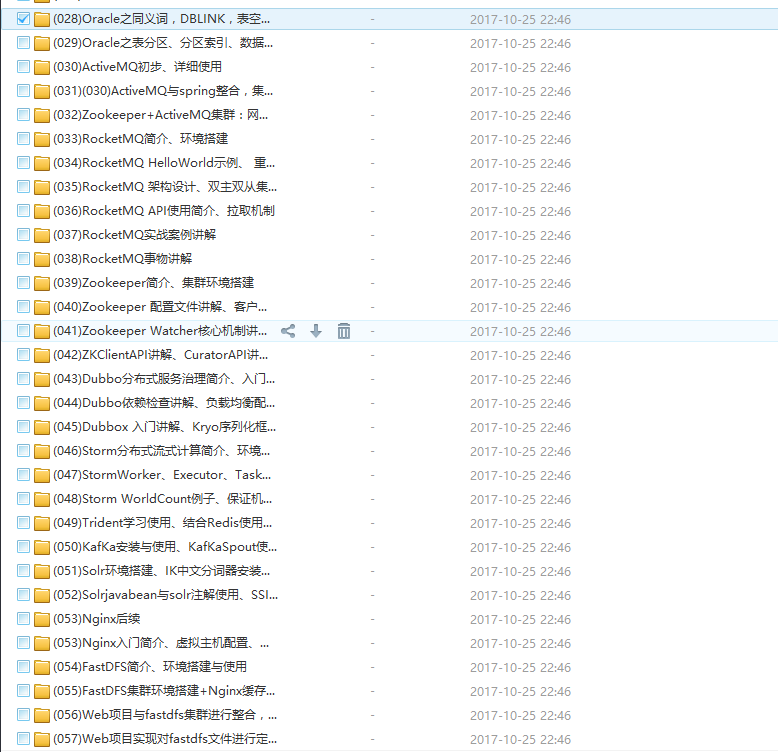 (028)Oracle之同义词，DBLINK，表空... - 2017-10-25 22:46
(029)Oracle之表分区、分区索引、数据... - 2017-10-25 22:46
(030)ActiveMQ初步、详细使用 - 2017-10-25 22:46
(031)(030)ActiveMQ与spring整合，集... - 2017-10-25 22:46
(032)Zookeeper+ActiveMQ集群：网... - 2017-10-25 22:46
(033)RocketMQ简介、环境搭建 - 2017-10-25 22:46
(034)RocketMQ HelloWorld示例、 重... - 2017-10-25 22:46
(035)RocketMQ 架构设计、双主双从集... - 2017-10-25 22:46
(036)RocketMQ API使用简介、拉取机制 - 2017-10-25 22:46
(037)RocketMQ实战案例讲解 - 2017-10-25 22:46
(038)RocketMQ事物讲解 - 2017-10-25 22:46
(039)Zookeeper简介、集群环境搭建 - 2017-10-25 22:46
(040)Zookeeper 配置文件讲解、客户... - 2017-10-25 22:46
(041)Zookeeper Watcher核心机制讲... - 2017-10-25 22:46
(042)ZKClientAPI讲解、CuratorAPI讲... - 2017-10-25 22:46
(043)Dubbo分布式服务治理简介、入门... - 2017-10-25 22:46
(044)Dubbo依赖检查讲解、负载均衡配... - 2017-10-25 22:46
(045)Dubbox 入门讲解、Kryo序列化框... - 2017-10-25 22:46
(046)Storm分布式流式计算简介、环境... - 2017-10-25 22:46
(047)StormWorker、Executor、Task... - 2017-10-25 22:46
(048)Storm WorldCount例子、保证机... - 2017-10-25 22:46
(049)Trident学习使用、结合Redis使用... - 2017-10-25 22:46
(050)KafKa安装与使用、KafKaSpout使... - 2017-10-25 22:46
(051)Solr环境搭建、IK中文分词器安装... - 2017-10-25 22:46
(052)Solrjavabean与solr注解使用、SSI... - 2017-10-25 22:46
(053)Nginx后续 - 2017-10-25 22:46
(053)Nginx入门简介、虚拟主机配置、... - 2017-10-25 22:46
(054)FastDFS简介、环境搭建与使用 - 2017-10-25 22:46
(055)FastDFS集群环境搭建+Nginx缓存... - 2017-10-25 22:46
(056)Web项目与fastdfs集群进行整合，... - 2017-10-25 22:46
(057)Web项目实现对fastdfs文件进行定... - 2017-10-25 22:46